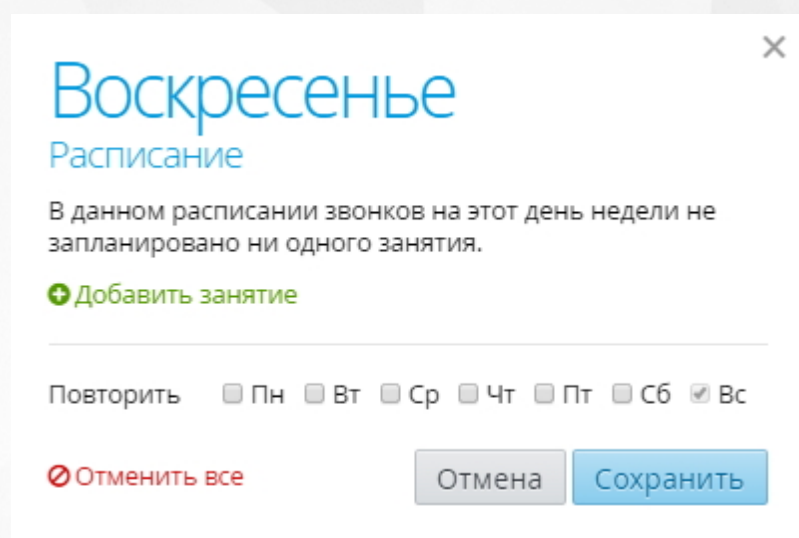 Воскресенье
Расписание
В данном расписании звонков на этот день недели не
запланировано ни одного занятия.
Добавить занятие
Повторить Пн Вт Ср Чт Пт Сб Вс
Отменить все Отмена Сохранить